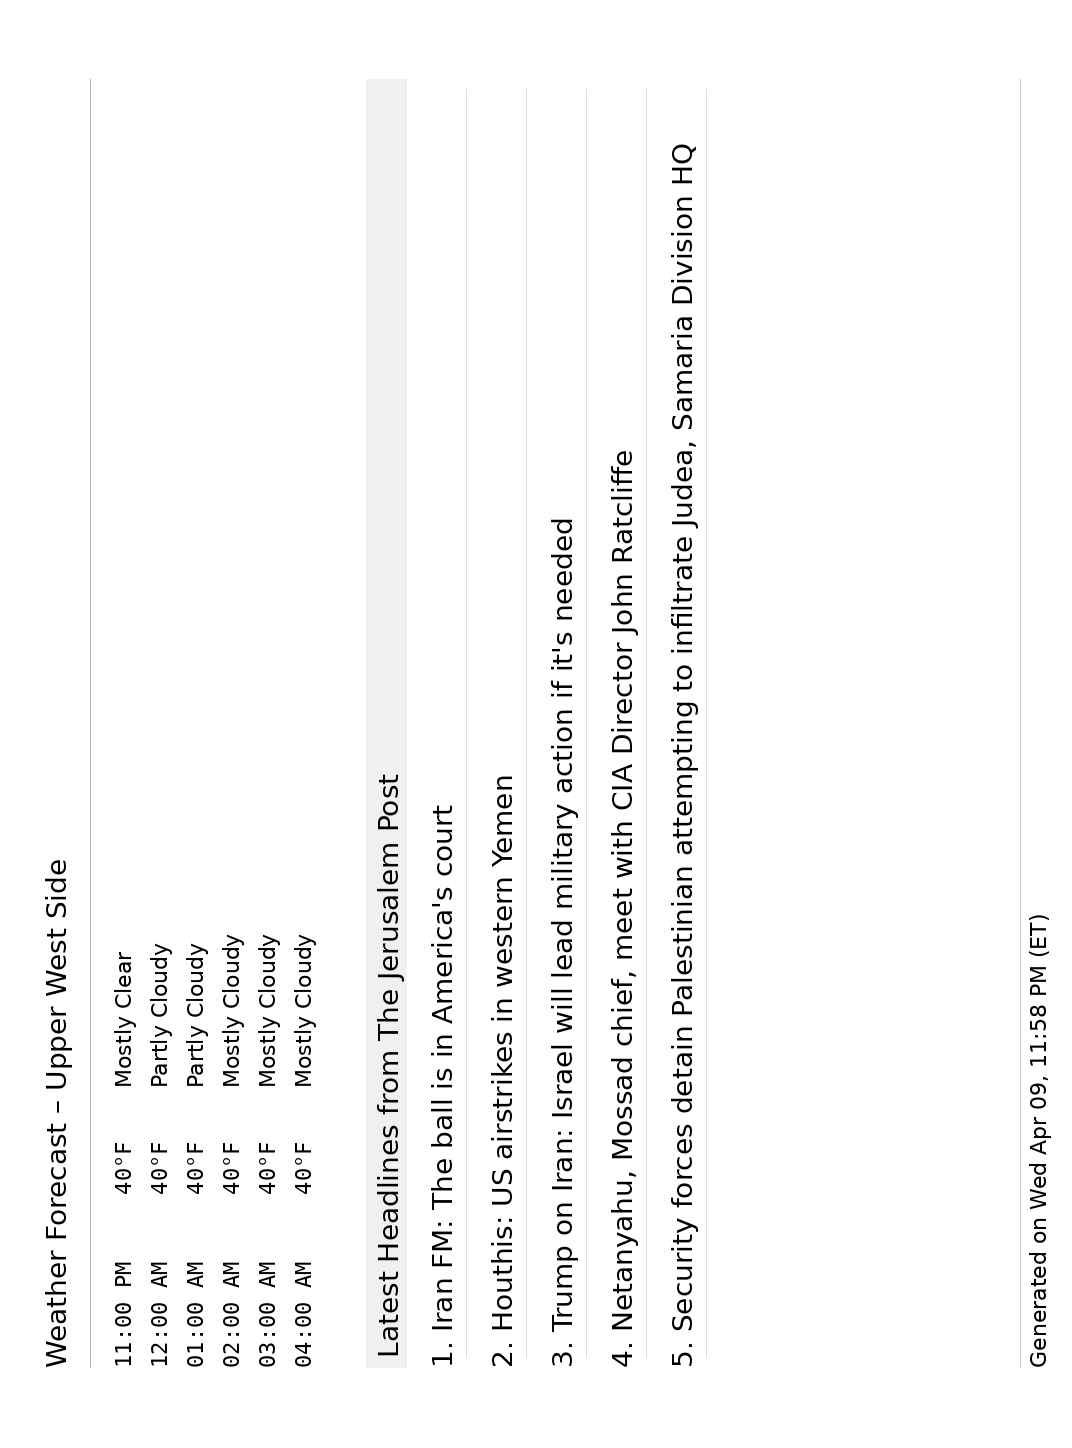 Weather Forecast – Upper West Side
11:00 PM 40°F Mostly Clear
12:00 AM 40°F Partly Cloudy
01:00 AM 40°F Partly Cloudy
02:00 AM 40°F Mostly Cloudy
03:00 AM 40°F Mostly Cloudy
04:00 AM 40°F Mostly Cloudy
Latest Headlines from The Jerusalem Post
1. Iran FM: The ball is in America's court
2. Houthis: US airstrikes in western Yemen
3. Trump on Iran: Israel will lead military action if it's needed
4. Netanyahu, Mossad chief, meet with CIA Director John Ratcliffe
5. Security forces detain Palestinian attempting to infiltrate Judea, Samaria Division HQ
Generated on Wed Apr 09, 11:58 PM (ET)